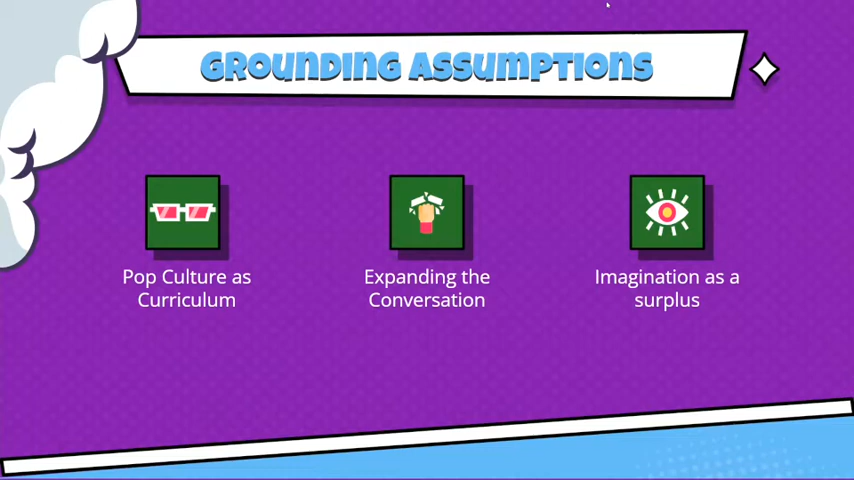 Grounding Assumptions
Pop Culture as
Curriculum
Expanding the
Conversation
Imagination as a
surplus